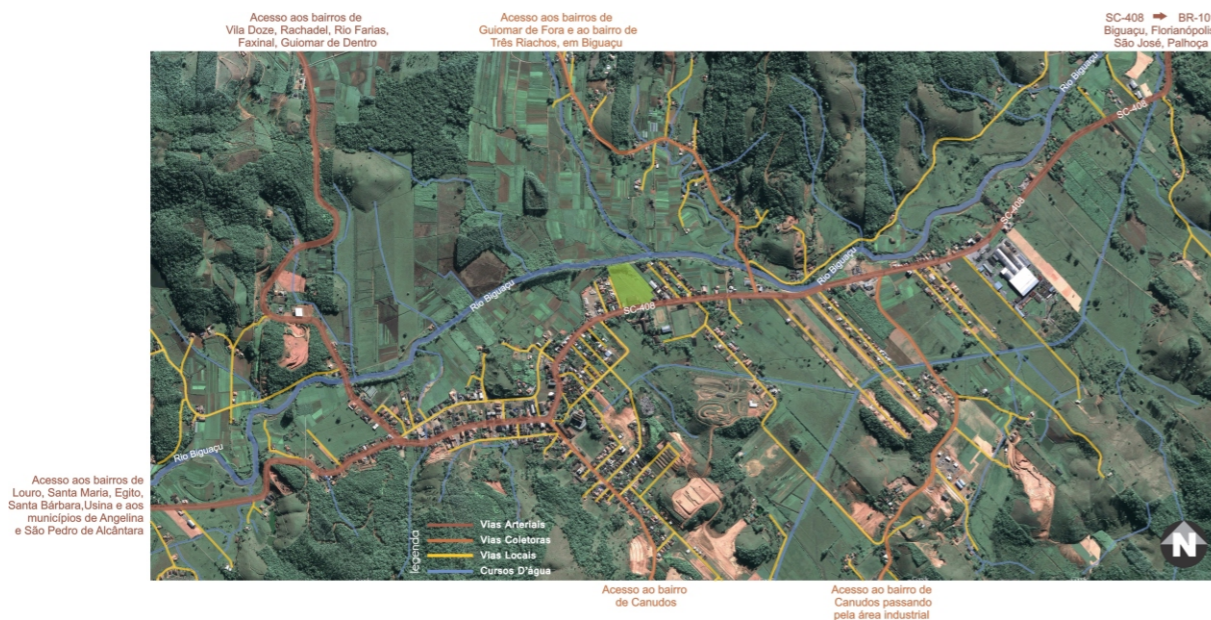 Acesso aos bairros de
Vila Doze, Rachadel, Rio Farias,
Faxinal, Guiomar de Dentro
Acesso aos bairros de
Guiomar de Fora e ao bairro de
Três Riachos, em Biguaçu
SC-408 ➡ BR-10
Biguaçu, Florianópolis
São José, Palhoça
Rio Biguaçu
SC-408
SC-408
Rio Biguaçu
Rio Biguaçu
SC-408
Rio Biguaçu
Acesso aos bairros de
Louro, Santa Maria, Egito,
Santa Bárbara,Usina e aos
municípios de Angelina
e São Pedro de Alcântara
legenda
Vias Arteriais
Vias Coletoras
Vias Locais
Cursos D'água
N
Acesso ao bairro
de Canudos
Acesso ao bairro de
Canudos passando
pela área industrial